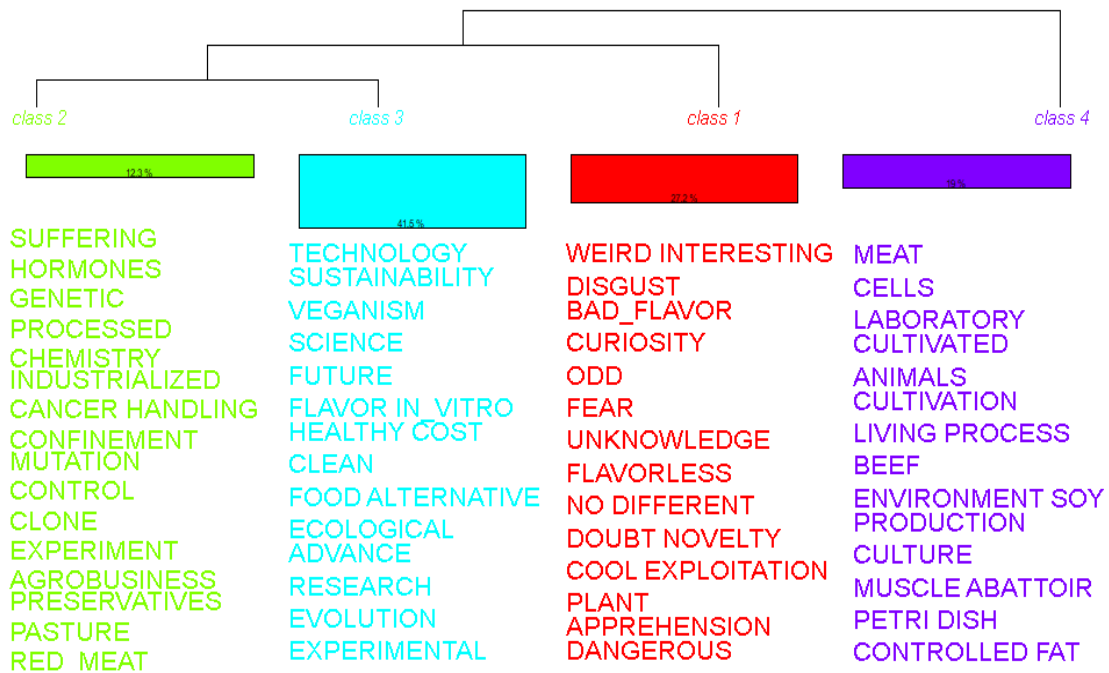 class 2
class 3
class 1
class 4
12.3 %
41.5 %
27.2 %
19 %
SUFFERING
HORMONES
GENETIC
PROCESSED
CHEMISTRY
INDUSTRIALIZED
CANCER HANDLING
CONFINEMENT
MUTATION
CONTROL
CLONE
EXPERIMENT
AGROBUSINESS
PRESERVATIVES
PASTURE
RED_MEAT
TECHNOLOGY
SUSTAINABILITY
VEGANISM
SCIENCE
FUTURE
FLAVOR IN_VITRO
HEALTHY COST
CLEAN
FOOD ALTERNATIVE
ECOLOGICAL
ADVANCE
RESEARCH
EVOLUTION
EXPERIMENTAL
WEIRD INTERESTING
DISGUST
BAD_FLAVOR
CURIOSITY
ODD
FEAR
UNKNOWLEDGE
FLAVORLESS
NO DIFFERENT
DOUBT NOVELTY
COOL EXPLOITATION
PLANT
APPREHENSION
DANGEROUS
MEAT
CELLS
LABORATORY
CULTIVATED
ANIMALS
CULTIVATION
LIVING PROCESS
BEEF
ENVIRONMENT SOY
PRODUCTION
CULTURE
MUSCLE ABATTOIR
PETRI DISH
CONTROLLED FAT